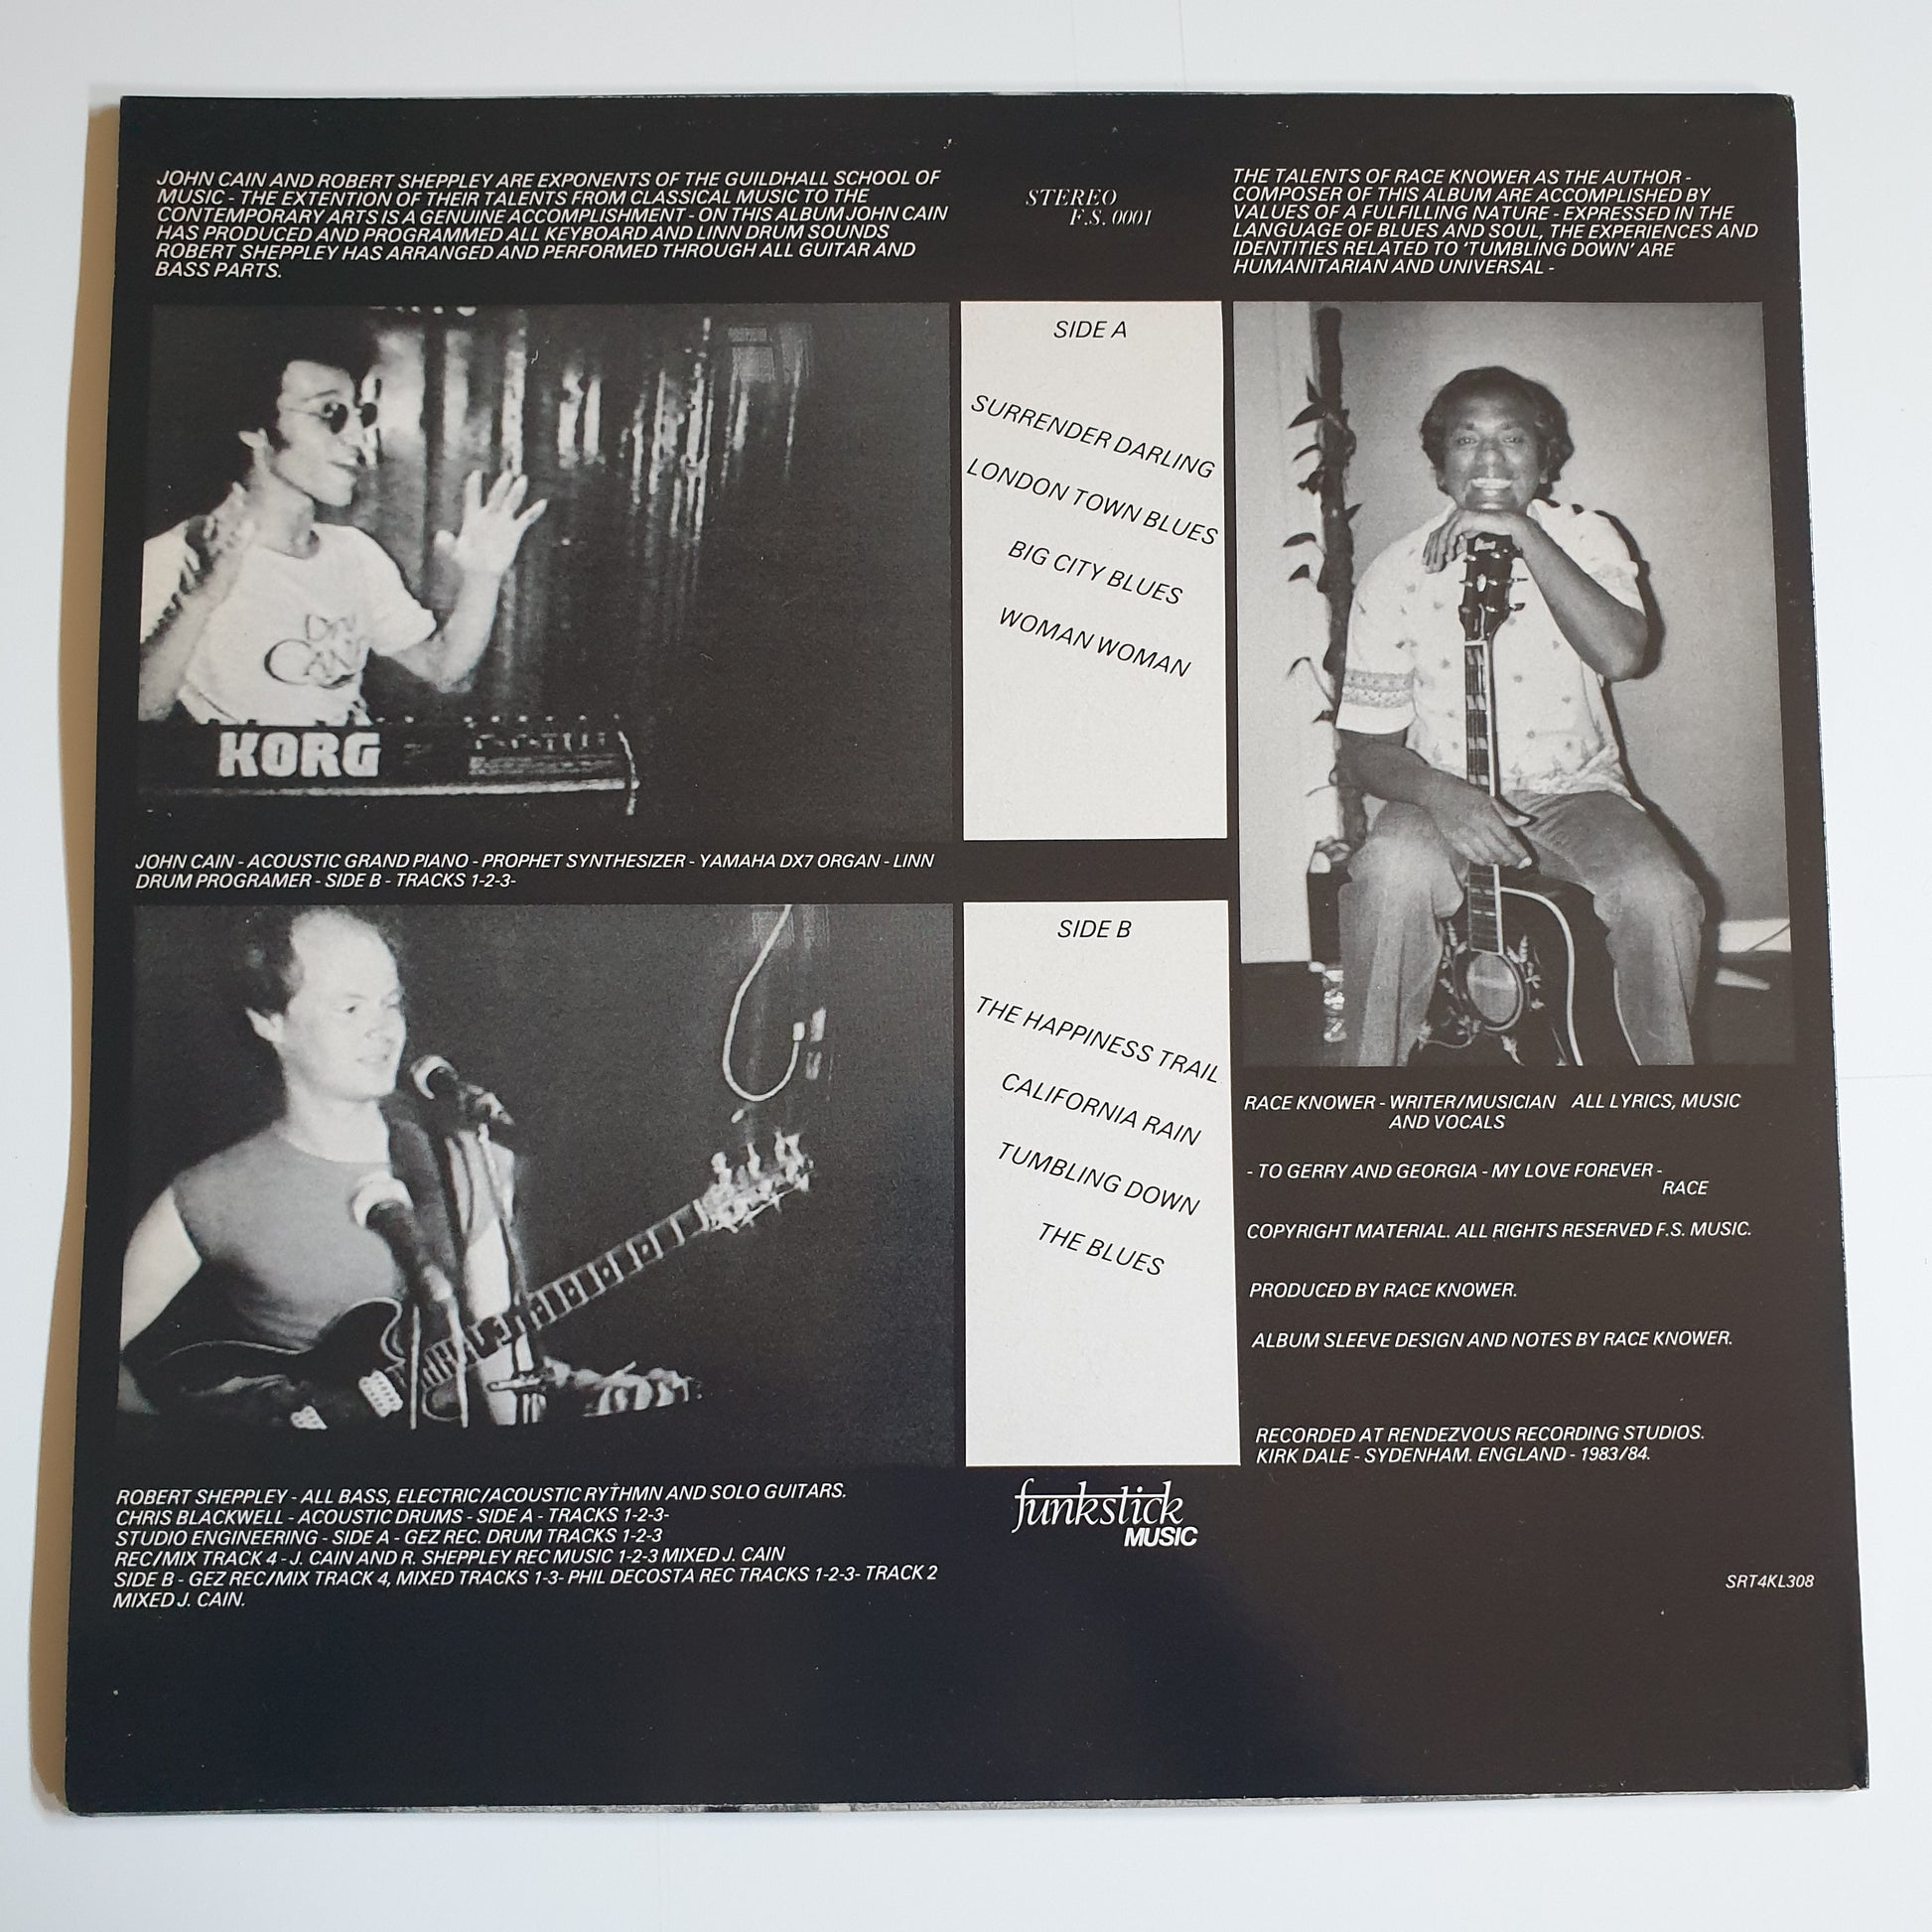 JOHN CAIN AND ROBERT SHEPPLEY ARE EXPONENTS OF THE GUILDHALL SCHOOL OF
MUSIC - THE EXTENTION OF THEIR TALENTS FROM CLASSICAL MUSIC TO THE
CONTEMPORARY ARTS IS A GENUINE ACCOMPLISHMENT - ON THIS ALBUM JOHN CAIN
HAS PRODUCED AND PROGRAMMED ALL KEYBOARD AND LINN DRUM SOUNDS
ROBERT SHEPPLEY HAS ARRANGED AND PERFORMED THROUGH ALL GUITAR AND
BASS PARTS.
STEREO
F.S. 0001
THE TALENTS OF RACE KNOWER AS THE AUTHOR -
COMPOSER OF THIS ALBUM ARE ACCOMPLISHED BY
VALUES OF A FULFILLING NATURE - EXPRESSED IN THE
LANGUAGE OF BLUES AND SOUL, THE EXPERIENCES AND
IDENTITIES RELATED TO 'TUMBLING DOWN' ARE
HUMANITARIAN AND UNIVERSAL -
KORG
JOHN CAIN - ACOUSTIC GRAND PIANO - PROPHET SYNTHESIZER - YAMAHA DX7 ORGAN - LINN
DRUM PROGRAMER - SIDE B - TRACKS 1-2-3-
SIDE A
SURRENDER DARLING
LONDON TOWN BLUES
BIG CITY BLUES
WOMAN WOMAN
SIDE B
THE HAPPINESS TRAIL
CALIFORNIA RAIN
TUMBLING DOWN
THE BLUES
RACE KNOWER - WRITER/MUSICIAN ALL LYRICS, MUSIC
AND VOCALS
- TO GERRY AND GEORGIA - MY LOVE FOREVER -
RACE
COPYRIGHT MATERIAL. ALL RIGHTS RESERVED F.S. MUSIC.
PRODUCED BY RACE KNOWER.
ALBUM SLEEVE DESIGN AND NOTES BY RACE KNOWER.
RECORDED AT RENDEZVOUS RECORDING STUDIOS.
KIRK DALE - SYDENHAM. ENGLAND - 1983/84.
ROBERT SHEPPLEY - ALL BASS, ELECTRIC/ACOUSTIC RYTHMN AND SOLO GUITARS.
CHRIS BLACKWELL - ACOUSTIC DRUMS - SIDE A - TRACKS 1-2-3-
STUDIO ENGINEERING - SIDE A - GEZ REC. DRUM TRACKS 1-2-3
REC/MIX TRACK 4 - J. CAIN AND R. SHEPPLEY REC MUSIC 1-2-3 MIXED J. CAIN
SIDE B - GEZ REC/MIX TRACK 4, MIXED TRACKS 1-3- PHIL DECOSTA REC TRACKS 1-2-3- TRACK 2
MIXED J. CAIN.
funkstick
MUSIC
SRT4KL308